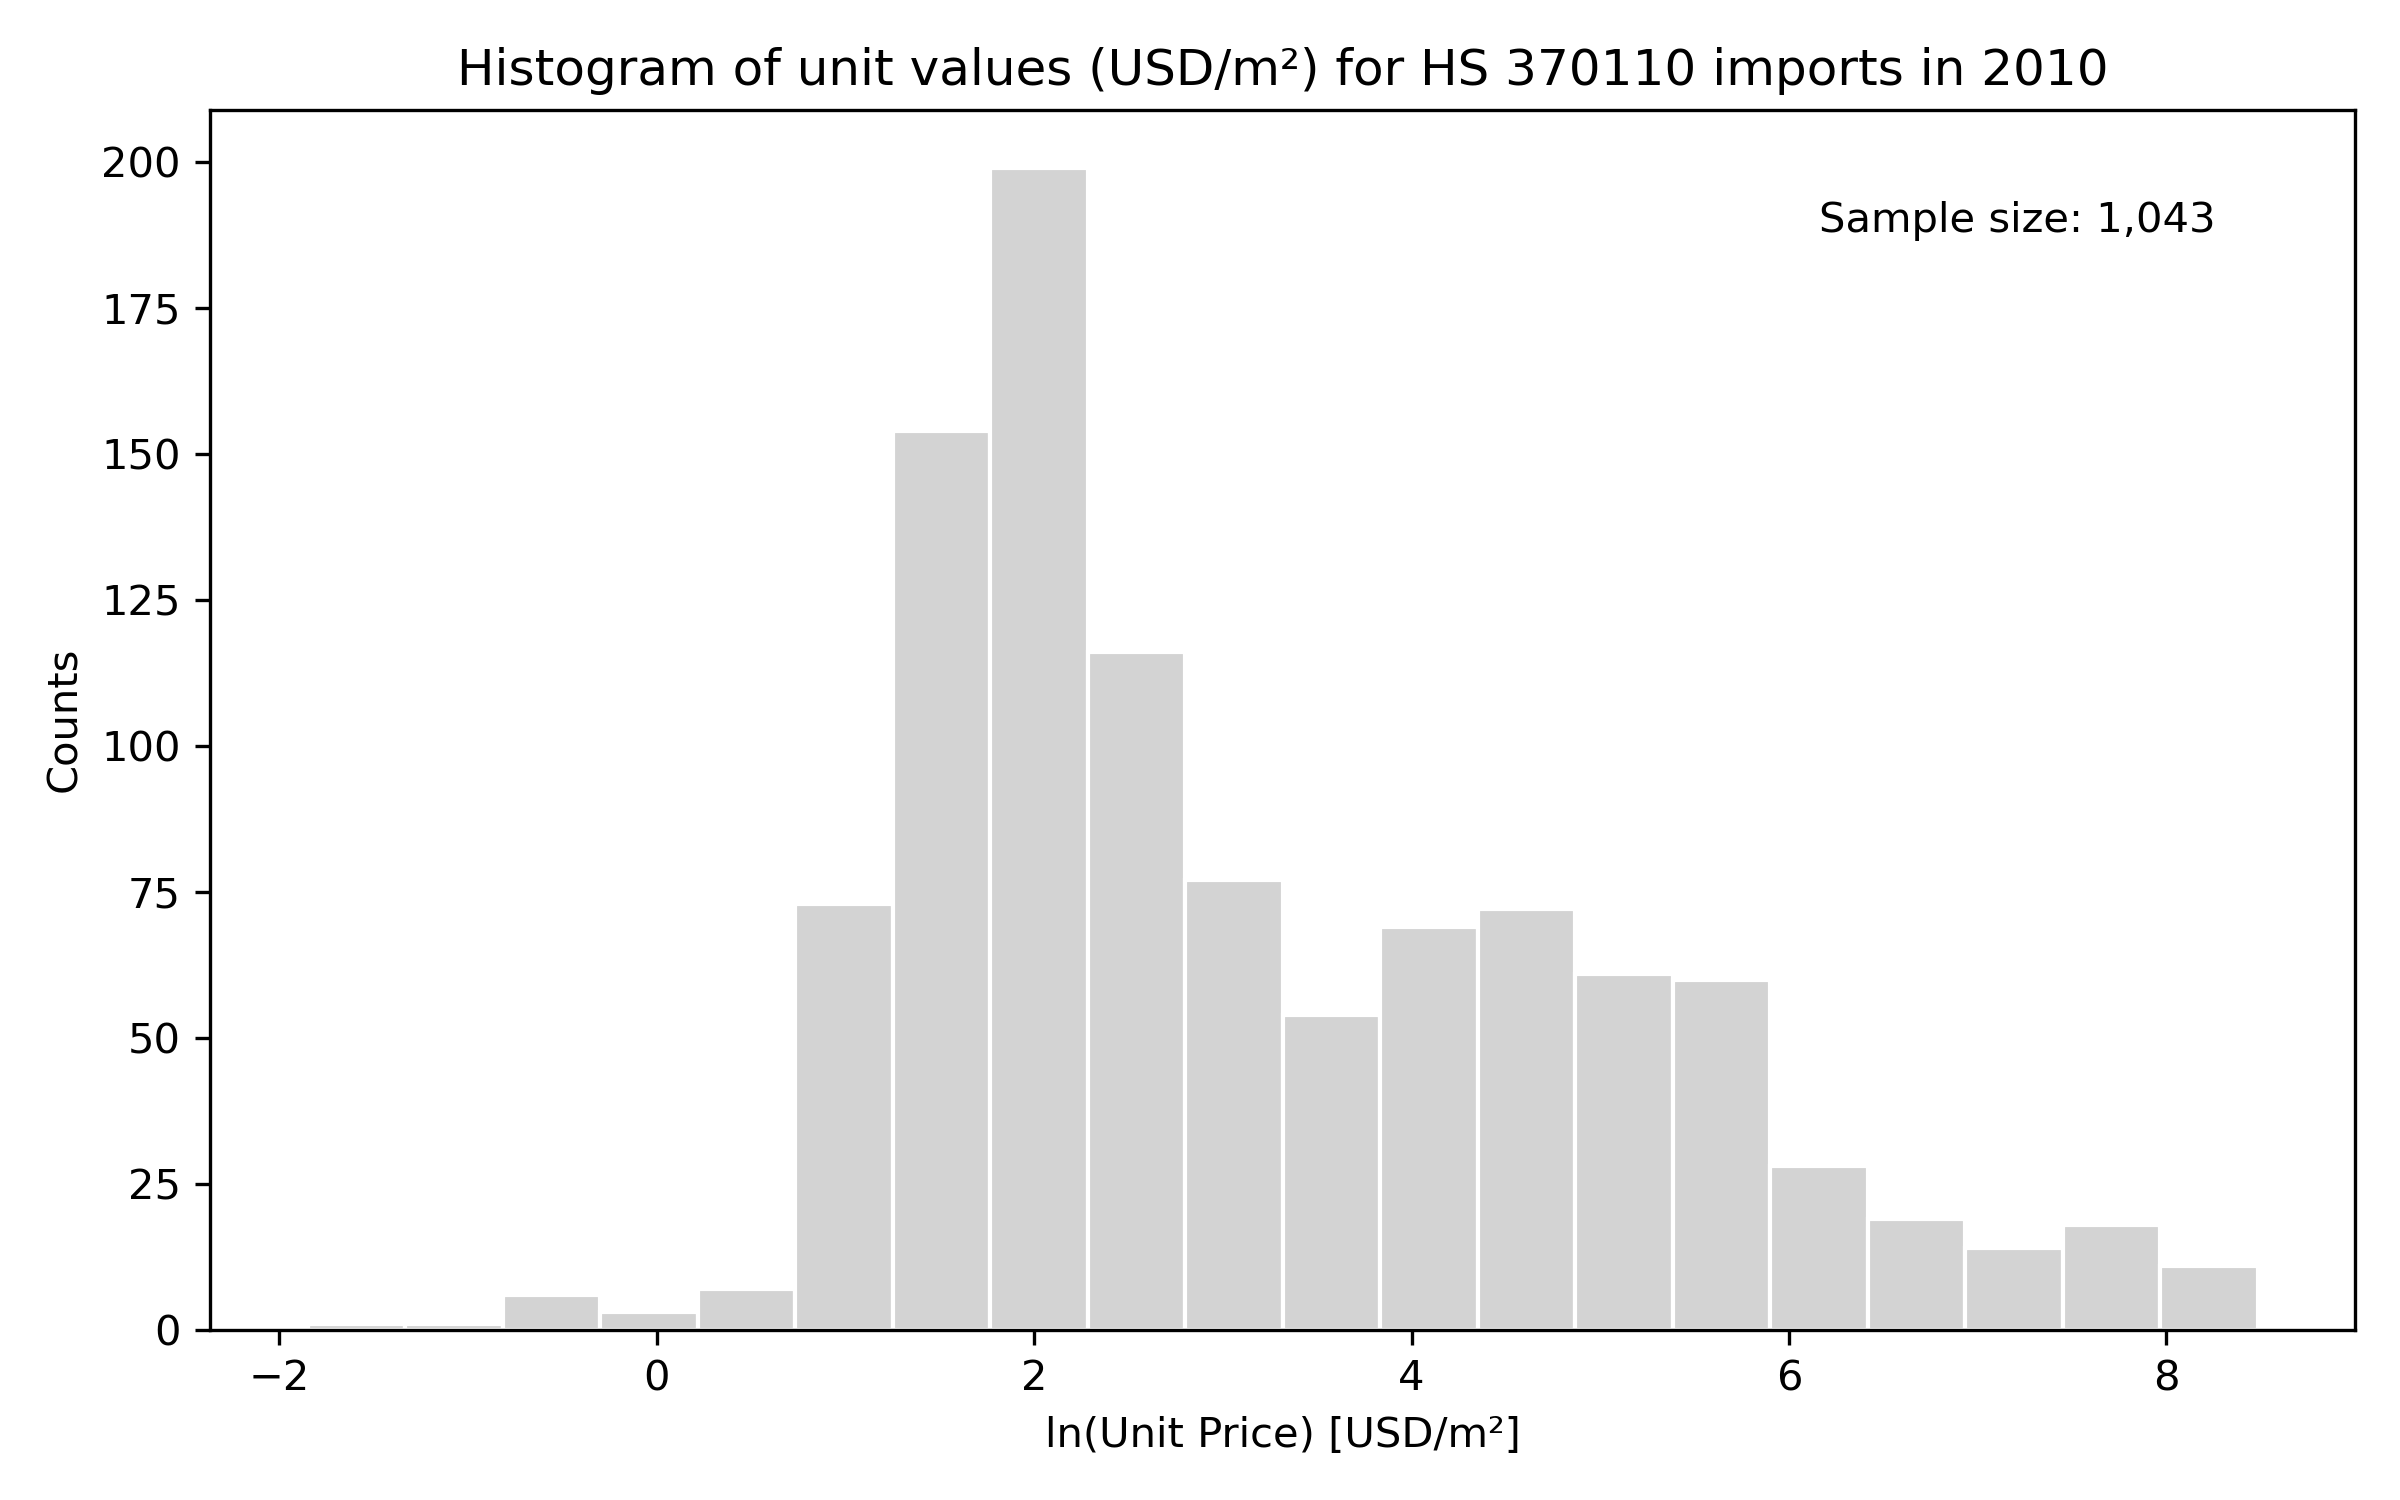 Histogram of unit values (USD/m²) for HS 370110 imports in 2010
Sample size: 1,043
200
175
150
125
100
75
50
25
0
Counts
−2 0 2 4 6 8
ln(Unit Price) [USD/m²]